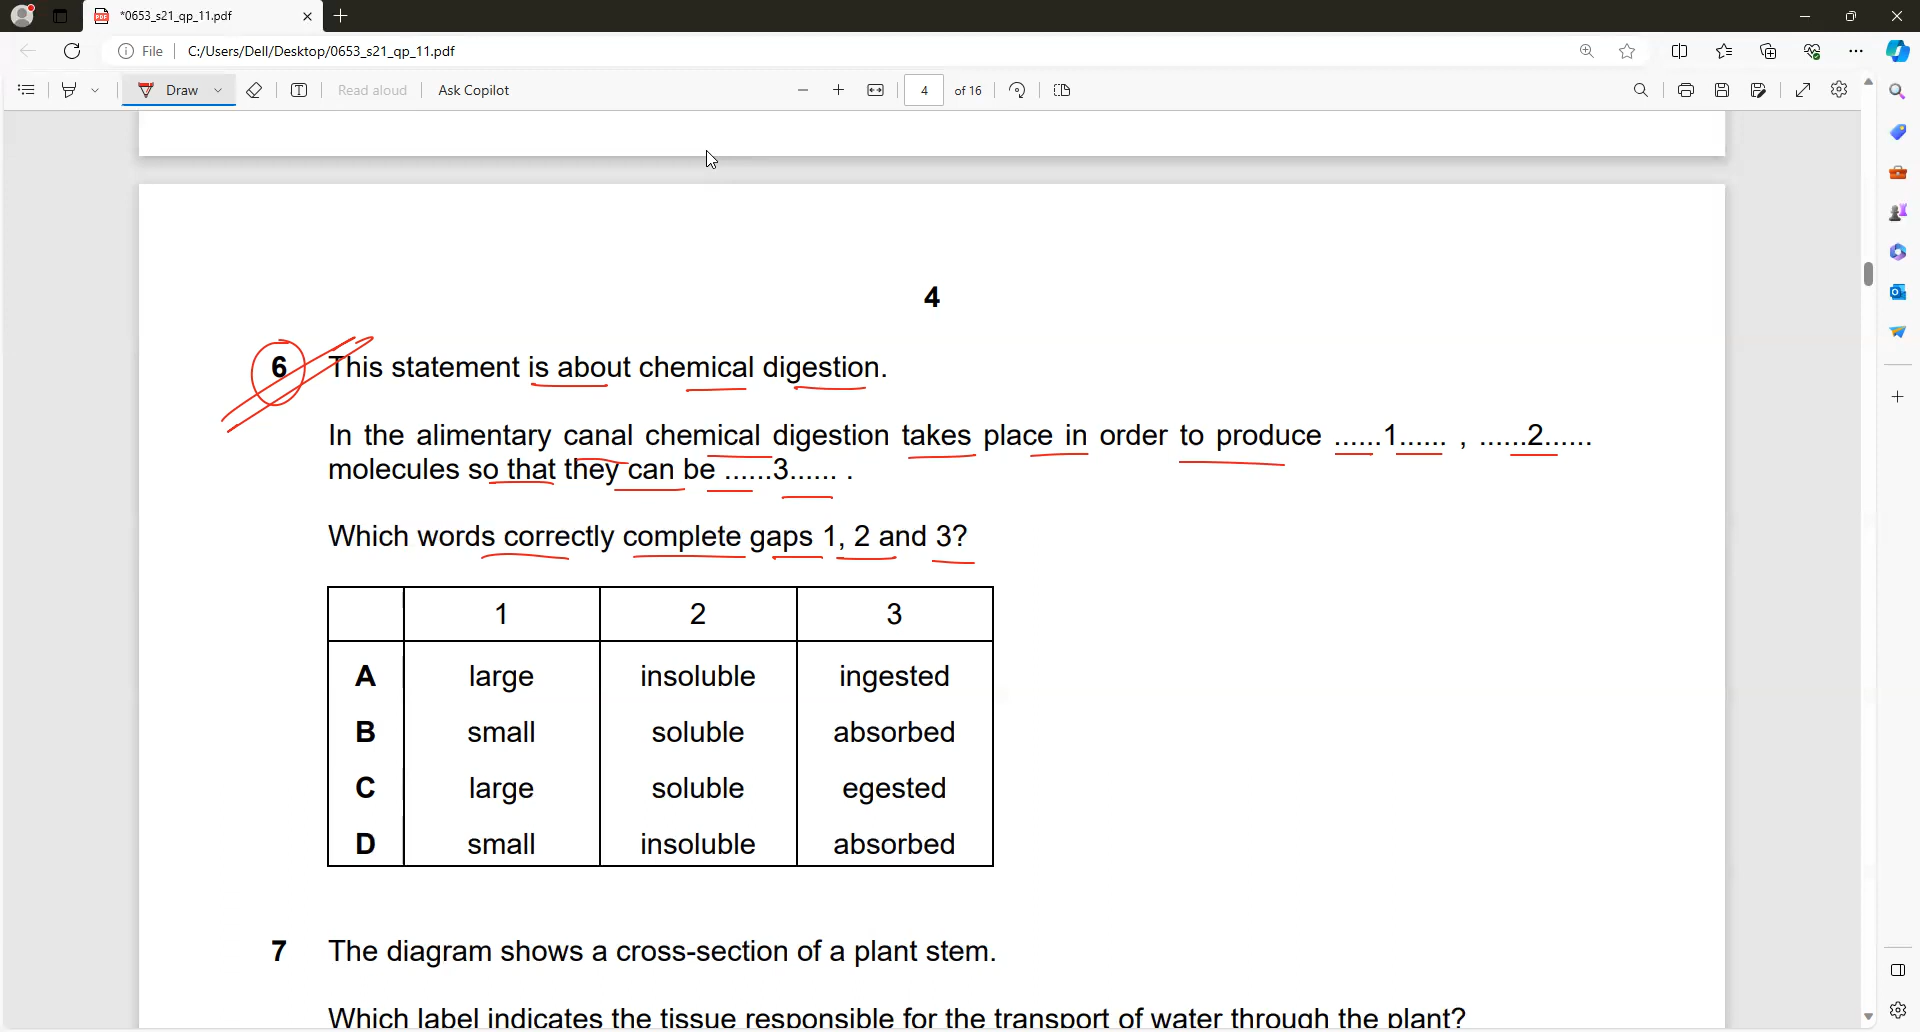 *0653_s21_qp_11.pdf
File C:/Users/Dell/Desktop/0653_s21_qp_11.pdf
Draw Read aloud Ask Copilot 4 of 16
4
6 This statement is about chemical digestion.
In the alimentary canal chemical digestion takes place in order to produce ......1...... , ......2......
molecules so that they can be ......3...... .
Which words correctly complete gaps 1, 2 and 3?
1 2 3
A large insoluble ingested
B small soluble absorbed
C large soluble egested
D small insoluble absorbed
7 The diagram shows a cross-section of a plant stem.
Which label indicates the tissue responsible for the transport of water through the plant?